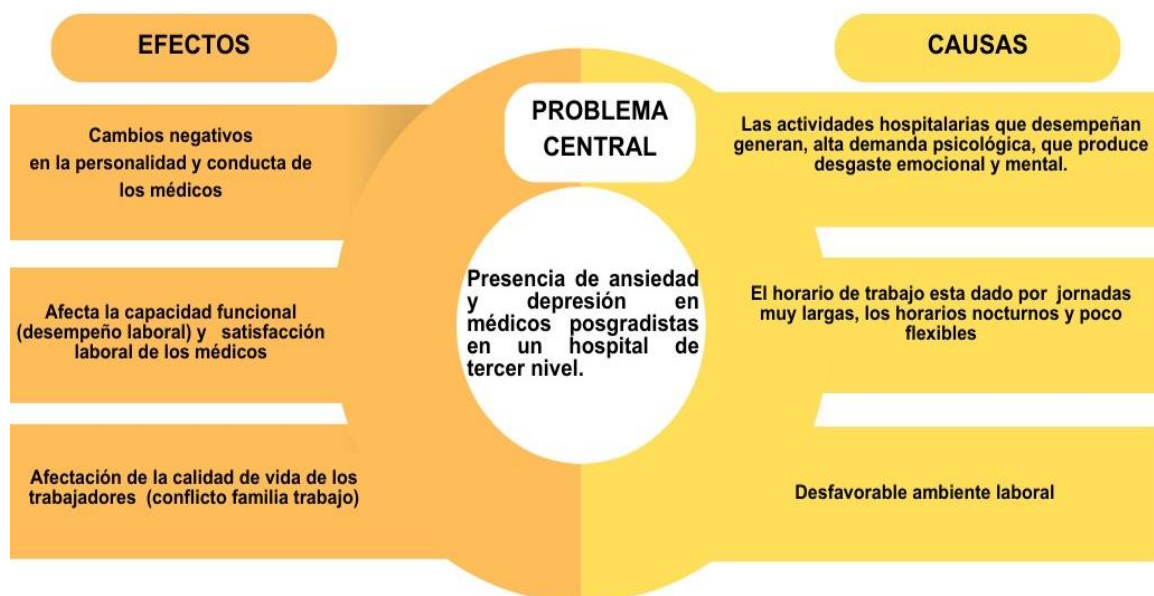 EFECTOS
Cambios negativos
en la personalidad y conducta de
los médicos
Afecta la capacidad funcional
(desempeño laboral) y satisfacción
laboral de los médicos
Afectación de la calidad de vida de los
trabajadores (conflicto familia trabajo)
PROBLEMA
CENTRAL
Presencia de ansiedad
y depresión en
médicos posgradistas
en un hospital de
tercer nivel.
CAUSAS
Las actividades hospitalarias que desempeñan
generan, alta demanda psicológica, que produce
desgaste emocional y mental.
El horario de trabajo esta dado por jornadas
muy largas, los horarios nocturnos y poco
flexibles
Desfavorable ambiente laboral